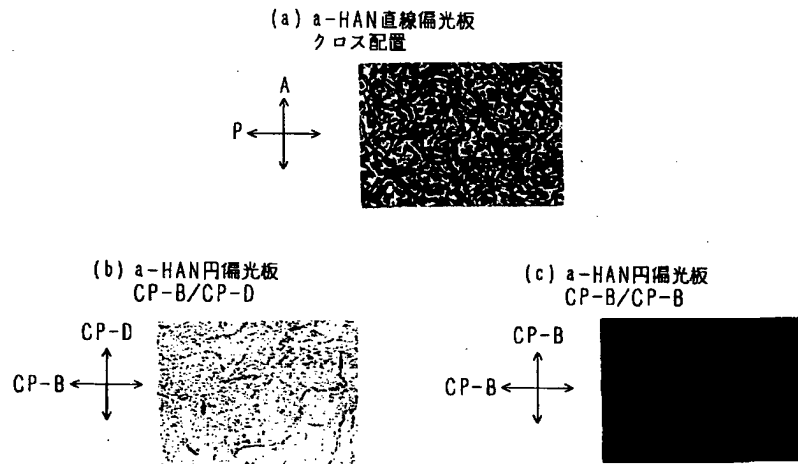 (a) a-HAN直線偏光板
クロス配置
A
P
(b) a-HAN円偏光板
CP-B/CP-D
CP-D
CP-B
(c) a-HAN円偏光板
CP-B/CP-B
CP-B
CP-B